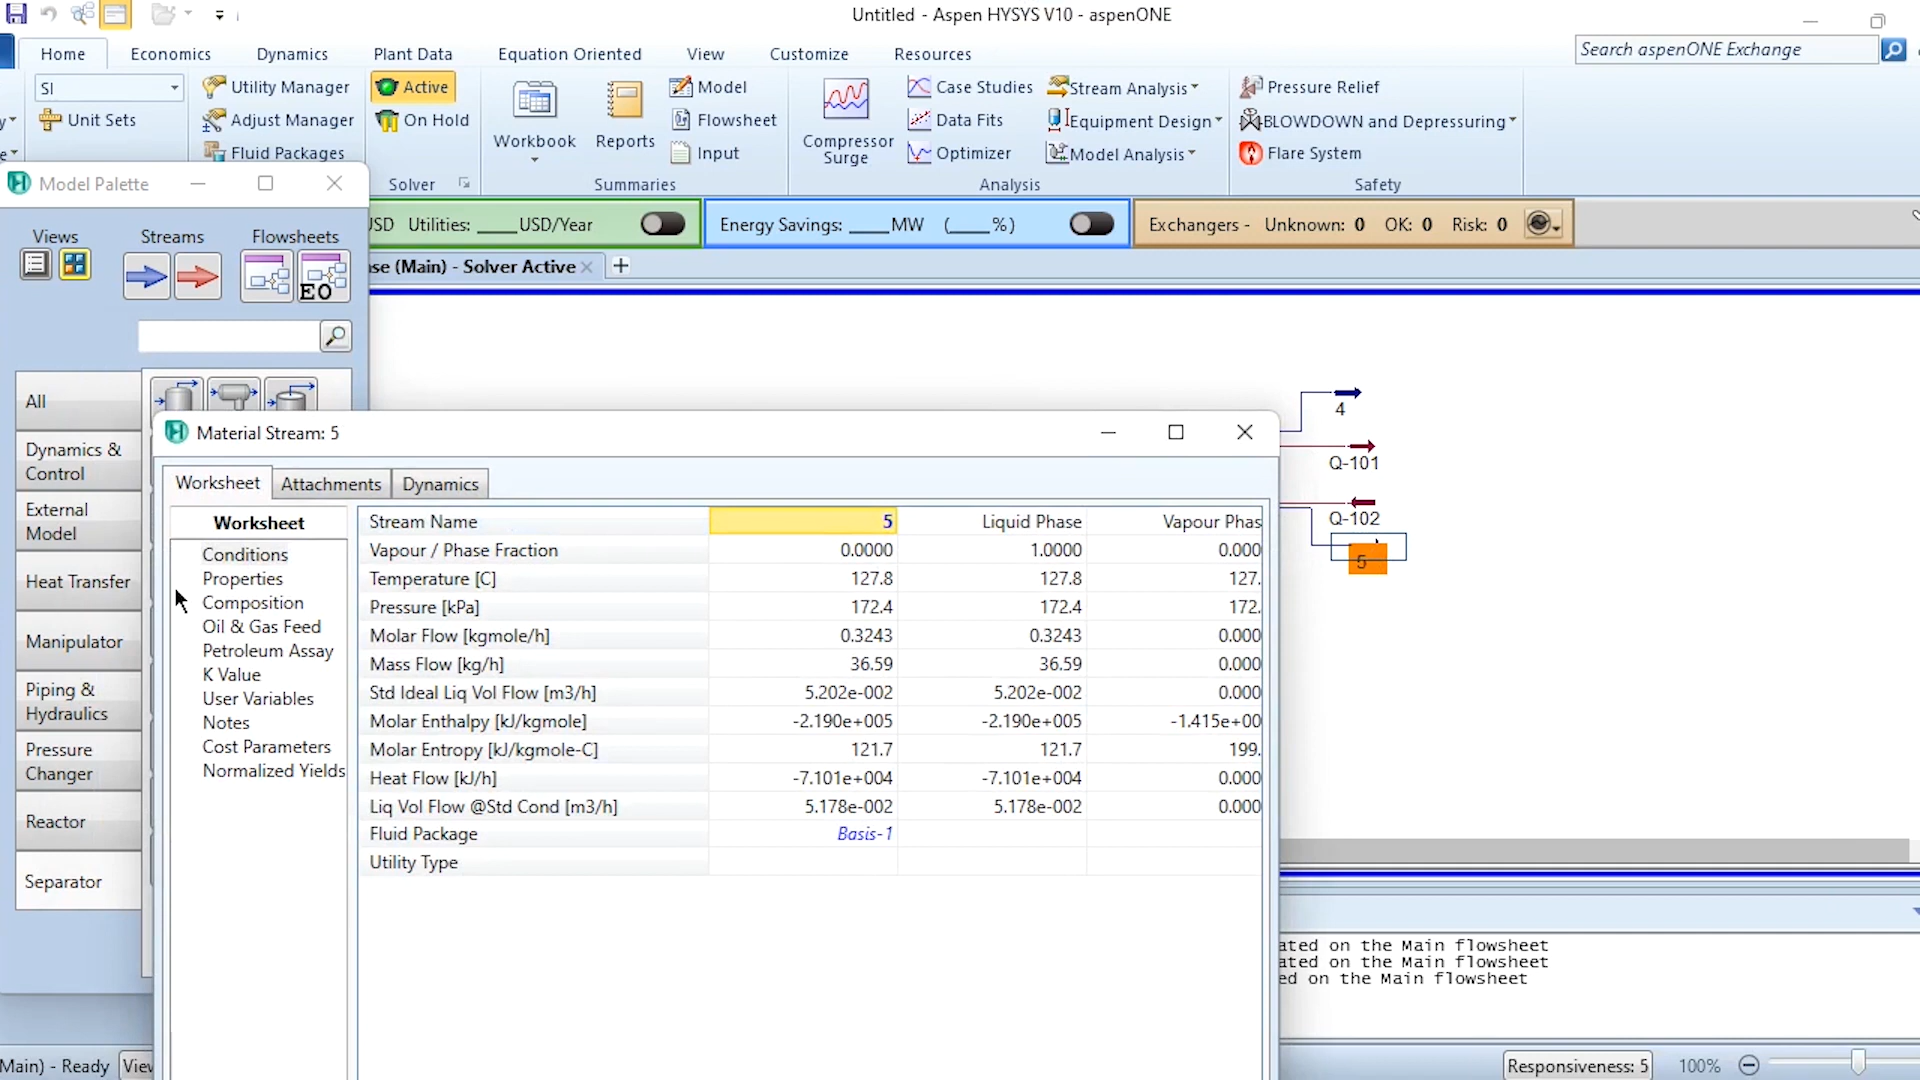 Untitled - Aspen HYSYS V10 - aspenONE
Home Economics Dynamics Plant Data Equation Oriented View Customize Resources
Search aspenONE Exchange
SI
Unit Sets
Utility Manager
Adjust Manager
Fluid Packages
Active
On Hold
Solver
Workbook
Reports
Model
Flowsheet
Input
Summaries
Compressor
Surge
Case Studies
Data Fits
Optimizer
Stream Analysis
Equipment Design
Model Analysis
Analysis
Pressure Relief
BLOWDOWN and Depressuring
Flare System
Safety
Model Palette
USD Utilities: ____USD/Year
Energy Savings: ____MW (____%)
Exchangers - Unknown: 0 OK: 0 Risk: 0
Views Streams Flowsheets
EO
se (Main) - Solver Active
All
Dynamics &
Control
External
Model
Heat Transfer
Manipulator
Piping &
Hydraulics
Pressure
Changer
Reactor
Separator
4
Q-101
Q-102
5
Material Stream: 5
Worksheet Attachments Dynamics
Worksheet
Conditions
Properties
Composition
Oil & Gas Feed
Petroleum Assay
K Value
User Variables
Notes
Cost Parameters
Normalized Yields
Stream Name 5 Liquid Phase Vapour Phas
Vapour / Phase Fraction 0.0000 1.0000 0.000
Temperature [C] 127.8 127.8 127.
Pressure [kPa] 172.4 172.4 172.
Molar Flow [kgmole/h] 0.3243 0.3243 0.000
Mass Flow [kg/h] 36.59 36.59 0.000
Std Ideal Liq Vol Flow [m3/h] 5.202e-002 5.202e-002 0.000
Molar Enthalpy [kJ/kgmole] -2.190e+005 -2.190e+005 -1.415e+00
Molar Entropy [kJ/kgmole-C] 121.7 121.7 199.
Heat Flow [kJ/h] -7.101e+004 -7.101e+004 0.000
Liq Vol Flow @Std Cond [m3/h] 5.178e-002 5.178e-002 0.000
Fluid Package Basis-1
Utility Type
ated on the Main flowsheet
ated on the Main flowsheet
ed on the Main flowsheet
Main) - Ready View
Responsiveness: 5 100%